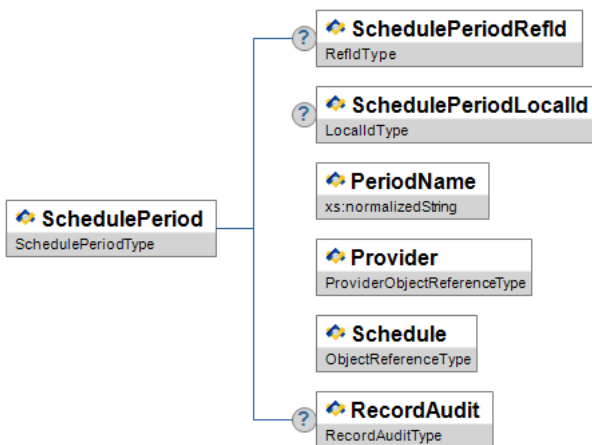 ?
SchedulePeriodRefId
RefIdType
?
SchedulePeriodLocalId
LocalIdType
PeriodName
xs:normalizedString
SchedulePeriod
SchedulePeriodType
Provider
ProviderObjectReferenceType
Schedule
ObjectReferenceType
?
RecordAudit
RecordAuditType